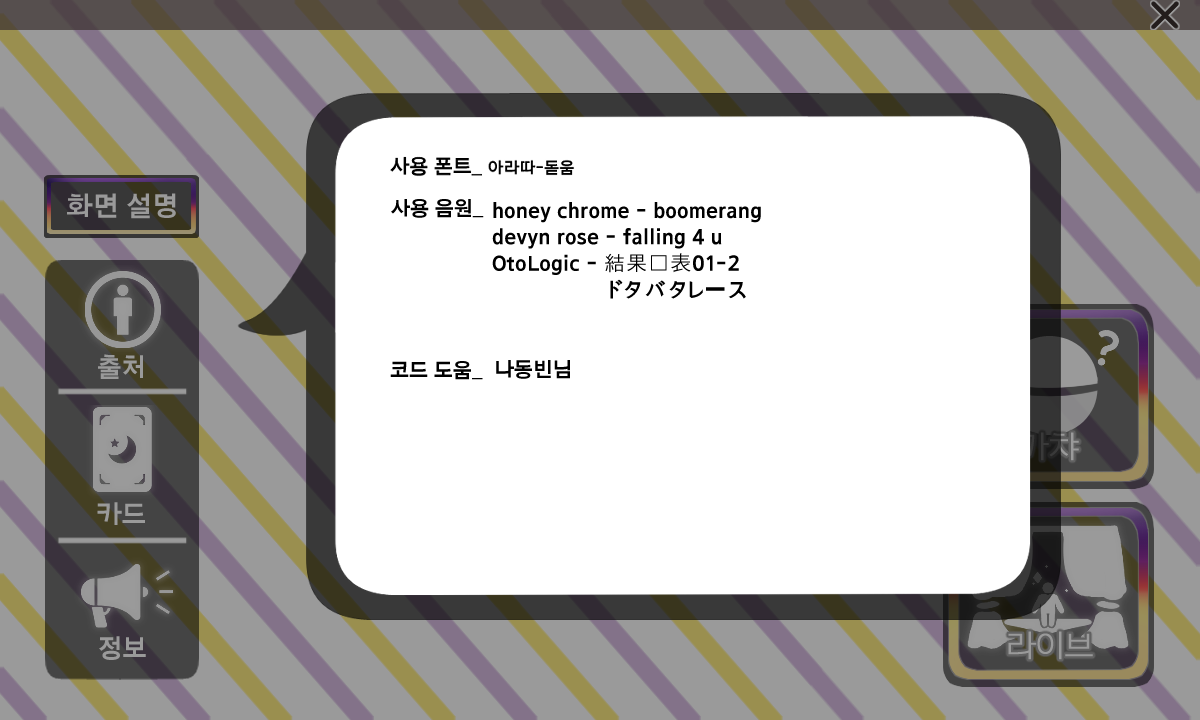 화면 설명
출처
카드
정보
사용 폰트_ 아라따-돋움
사용 음원_ honey chrome - boomerang
devyn rose - falling 4 u
OtoLogic - 結果□表01-2
ドタバタレース
코드 도움_ 나동빈님
?
가챠
라이브